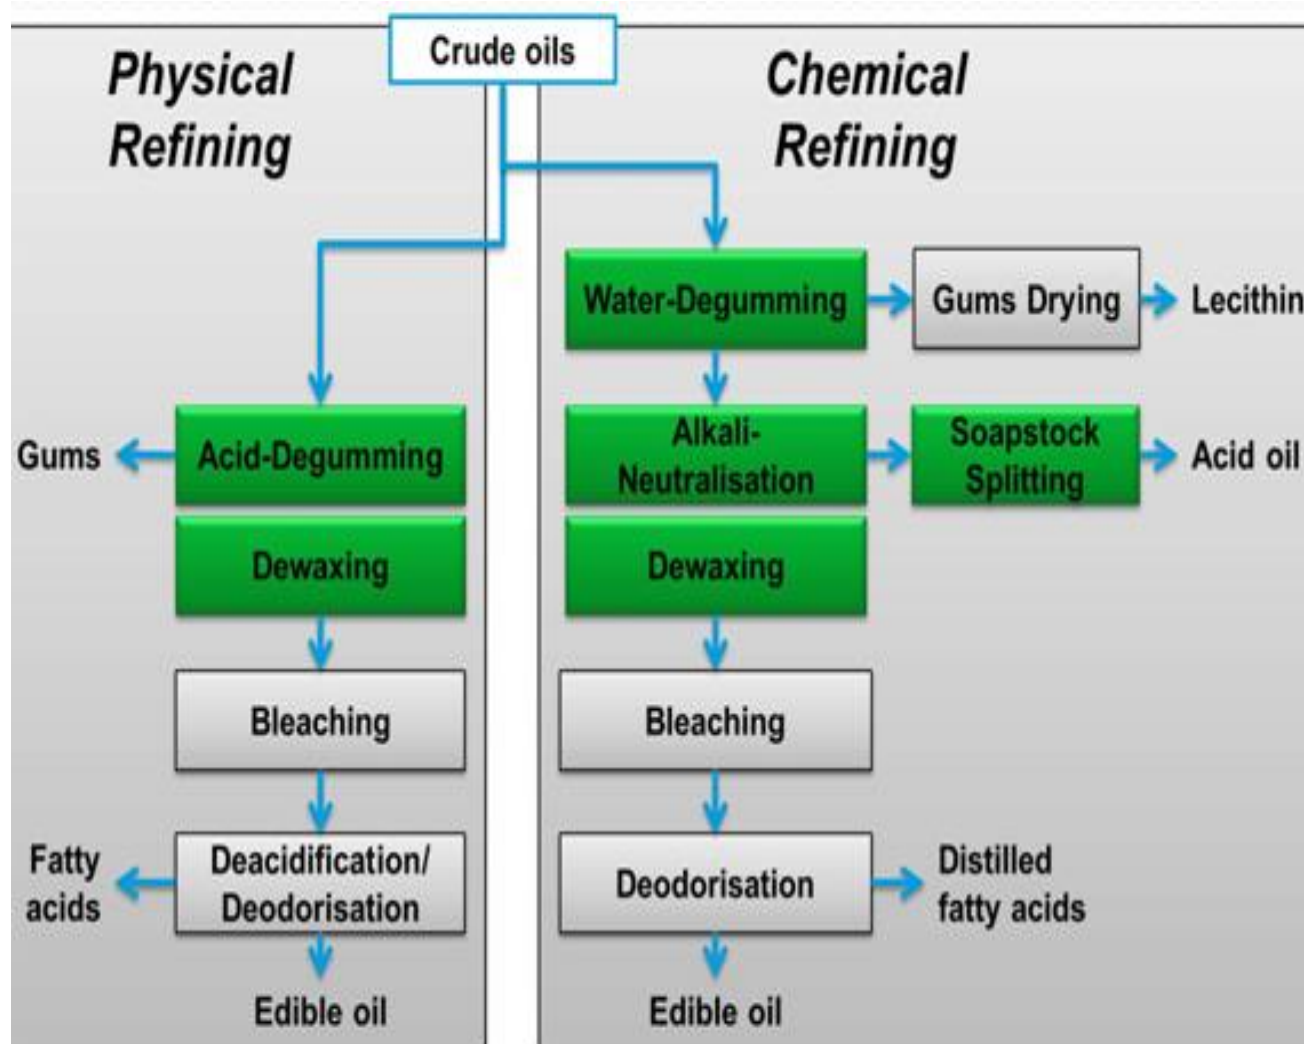 Crude oils
Physical
Refining
Chemical
Refining
Water-Degumming
Gums Drying
Lecithin
Gums
Acid-Degumming
Alkali-
Neutralisation
Soapstock
Splitting
Acid oil
Dewaxing
Dewaxing
Bleaching
Bleaching
Fatty
acids
Deacidification/
Deodorisation
Deodorisation
Distilled
fatty acids
Edible oil
Edible oil